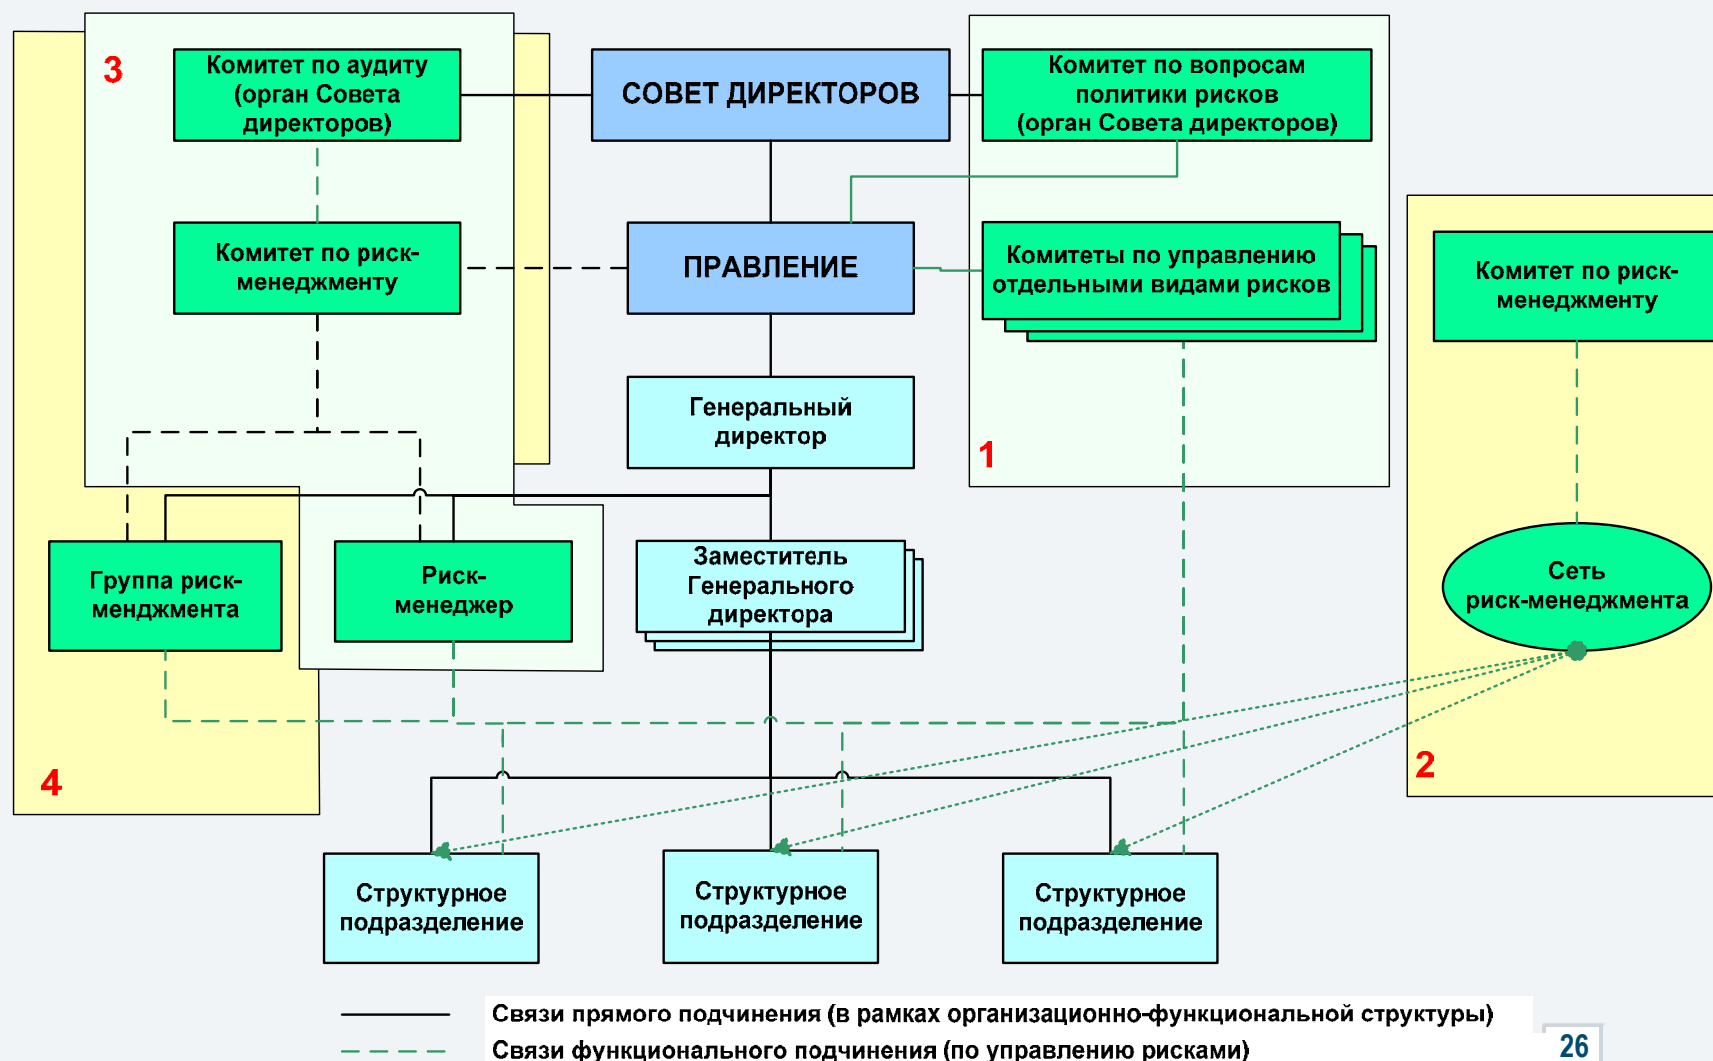 3
Комитет по аудиту
(орган Совета
директоров)
СОВЕТ ДИРЕКТОРОВ
Комитет по вопросам
политики рисков
(орган Совета директоров)
Комитет по риск-
менеджменту
ПРАВЛЕНИЕ
Комитеты по управлению
отдельными видами рисков
Комитет по риск-
менеджменту
Генеральный
директор
1
Группа риск-
менджмента
Риск-
менеджер
Заместитель
Генерального
директора
Сеть
риск-менеджмента
4
2
Структурное
подразделение
Структурное
подразделение
Структурное
подразделение
Связи прямого подчинения (в рамках организационно-функциональной структуры)
Связи функционального подчинения (по управлению рисками)
26